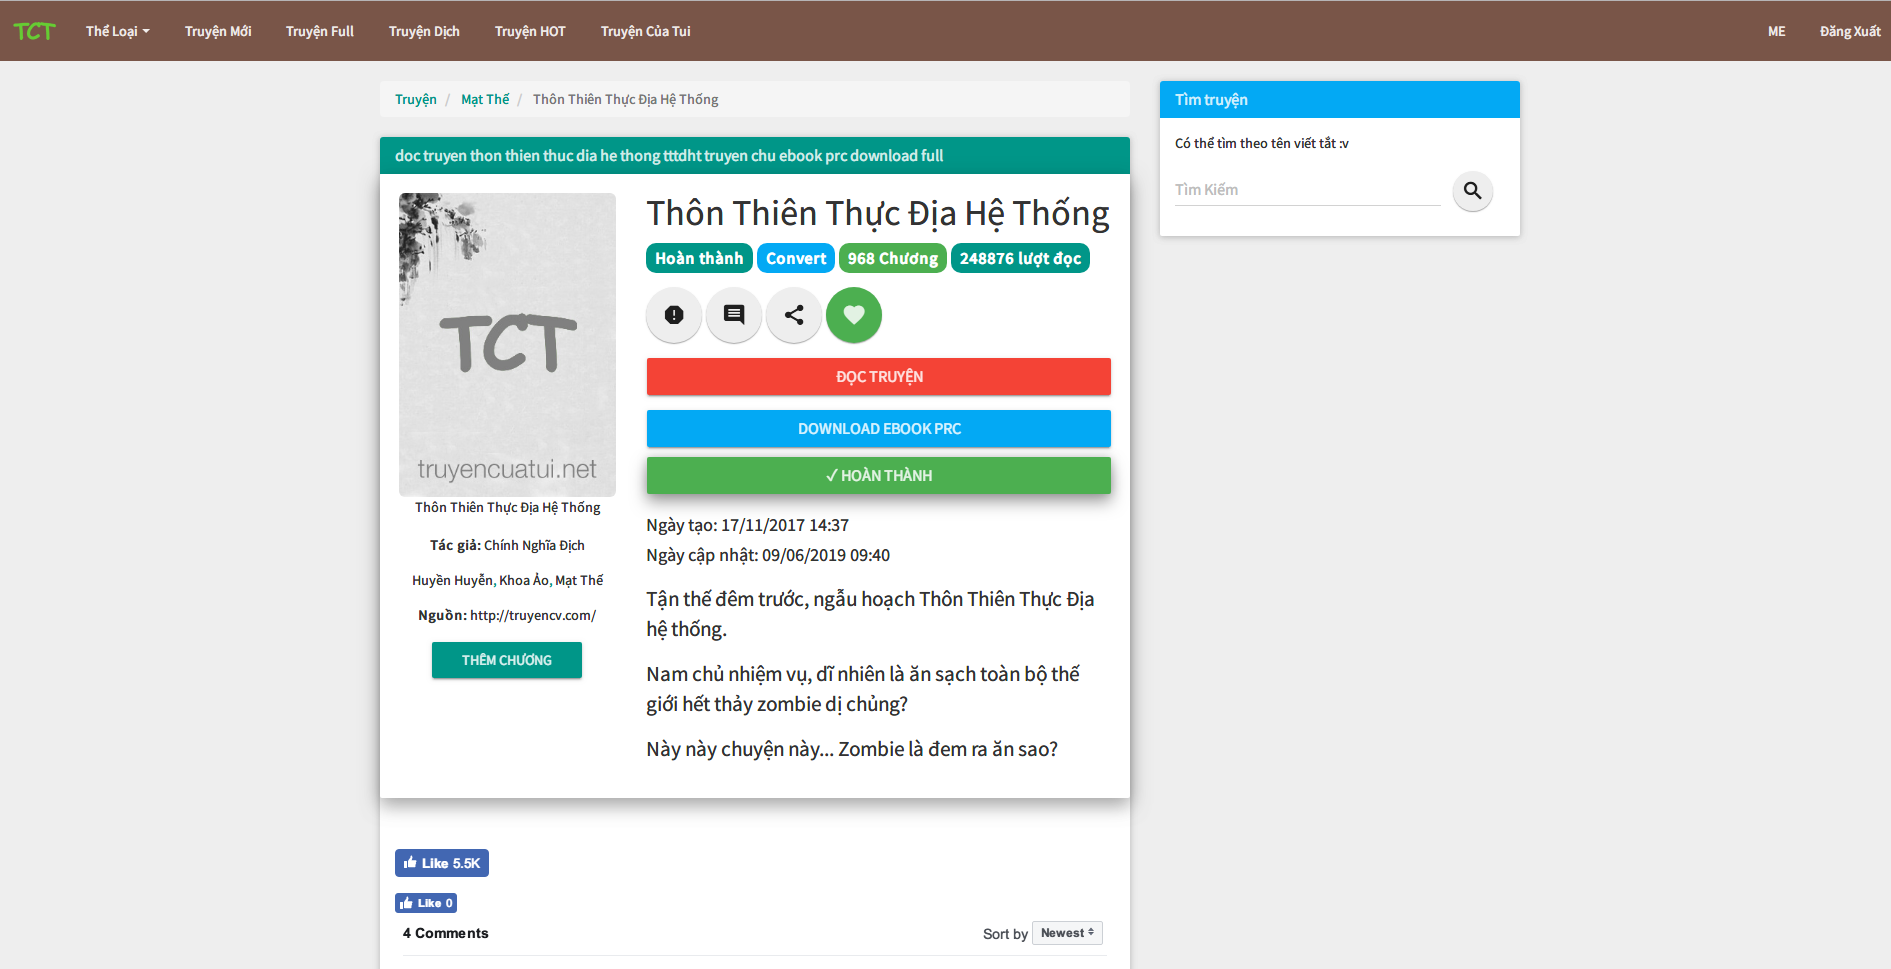 TCT
Thể Loại
Truyện Mới
Truyện Full
Truyện Dịch
Truyện HOT
Truyện Của Tui
ME
Đăng Xuất
Truyện / Mạt Thế / Thôn Thiên Thực Địa Hệ Thống
doc truyen thon thien thuc dia he thong tttdht truyen chu ebook prc download full
TCT
truyencuatui.net
Thôn Thiên Thực Địa Hệ Thống
Tác giả: Chính Nghĩa Địch
Huyền Huyễn, Khoa Ảo, Mạt Thế
Nguồn: http://truyencv.com/
THÊM CHƯƠNG
Thôn Thiên Thực Địa Hệ Thống
Hoàn thành
Convert
968 Chương
248876 lượt đọc
ĐỌC TRUYỆN
DOWNLOAD EBOOK PRC
✓ HOÀN THÀNH
Ngày tạo: 17/11/2017 14:37
Ngày cập nhật: 09/06/2019 09:40
Tận thế đêm trước, ngẫu hoạch Thôn Thiên Thực Địa
hệ thống.
Nam chủ nhiệm vụ, dĩ nhiên là ăn sạch toàn bộ thế
giới hết thảy zombie dị chủng?
Này này chuyện này... Zombie là đem ra ăn sao?
Like 5.5K
Like 0
4 Comments
Sort by Newest
Tìm truyện
Có thể tìm theo tên viết tắt :v
Tìm Kiếm